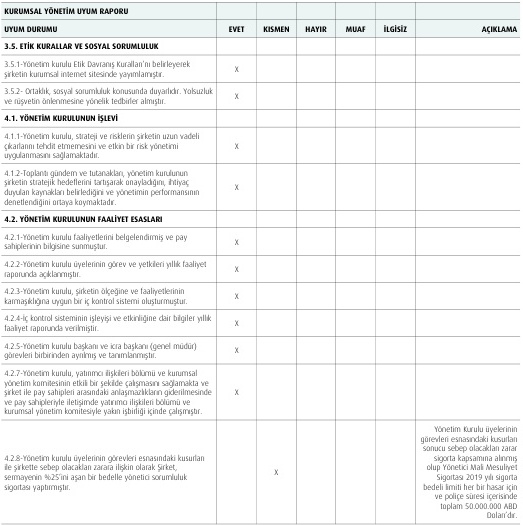 KURUMSAL YÖNETİM UYUM RAPORU
UYUM DURUMU EVET KISMEN HAYIR MUAF İLGİSİZ AÇIKLAMA
3.5. ETİK KURALLAR VE SOSYAL SORUMLULUK
3.5.1-Yönetim kurulu Etik Davranış Kuralları'nı belirleyerek
şirketin kurumsal internet sitesinde yayımlamıştır.
X
3.5.2- Ortaklık, sosyal sorumluluk konusunda duyarlıdır. Yolsuzluk
ve rüşvetin önlenmesine yönelik tedbirler almıştır.
X
4.1. YÖNETİM KURULUNUN İŞLEVİ
4.1.1-Yönetim kurulu, strateji ve risklerin şirketin uzun vadeli
çıkarlarını tehdit etmemesini ve etkin bir risk yönetimi
uygulanmasını sağlamaktadır.
X
4.1.2-Toplantı gündem ve tutanakları, yönetim kurulunun
şirketin stratejik hedeflerini tartışarak onayladığını, ihtiyaç
duyulan kaynakları belirlediğini ve yönetimin performansının
denetlendiğini ortaya koymaktadır.
X
4.2. YÖNETİM KURULUNUN FAALİYET ESASLARI
4.2.1-Yönetim kurulu faaliyetlerini belgelendirmiş ve pay
sahiplerinin bilgisine sunmuştur.
X
4.2.2-Yönetim kurulu üyelerinin görev ve yetkileri yıllık faaliyet
raporunda açıklanmıştır.
X
4.2.3-Yönetim kurulu, şirketin ölçeğine ve faaliyetlerinin
karmaşıklığına uygun bir iç kontrol sistemi oluşturmuştur.
X
4.2.4-İç kontrol sisteminin işleyişi ve etkinliğine dair bilgiler yıllık
faaliyet raporunda verilmiştir.
X
4.2.5-Yönetim kurulu başkanı ve icra başkanı (genel müdür)
görevleri birbirinden ayrılmış ve tanımlanmıştır.
X
4.2.7-Yönetim kurulu, yatırımcı ilişkileri bölümü ve kurumsal
yönetim komitesinin etkili bir şekilde çalışmasını sağlamakta ve
şirket ile pay sahipleri arasındaki anlaşmazlıkların giderilmesinde
ve pay sahipleriyle iletişimde yatırımcı ilişkileri bölümü ve
kurumsal yönetim komitesiyle yakın işbirliği içinde çalışmıştır.
X
4.2.8-Yönetim kurulu üyelerinin görevleri esnasındaki kusurları
ile şirkette sebep olacakları zarara ilişkin olarak Şirket,
sermayenin %25'ini aşan bir bedelle yönetici sorumluluk
sigortası yaptırmıştır.
X
Yönetim Kurulu üyelerinin
görevleri esnasındaki kusurları
sonucu sebep olacakları zarar
sigorta kapsamına alınmış
olup Yönetici Mali Mesuliyet
Sigortası 2019 yılı sigorta
bedeli limiti her bir hasar için
ve poliçe süresi içerisinde
toplam 50.000.000 ABD
Doları'dır.